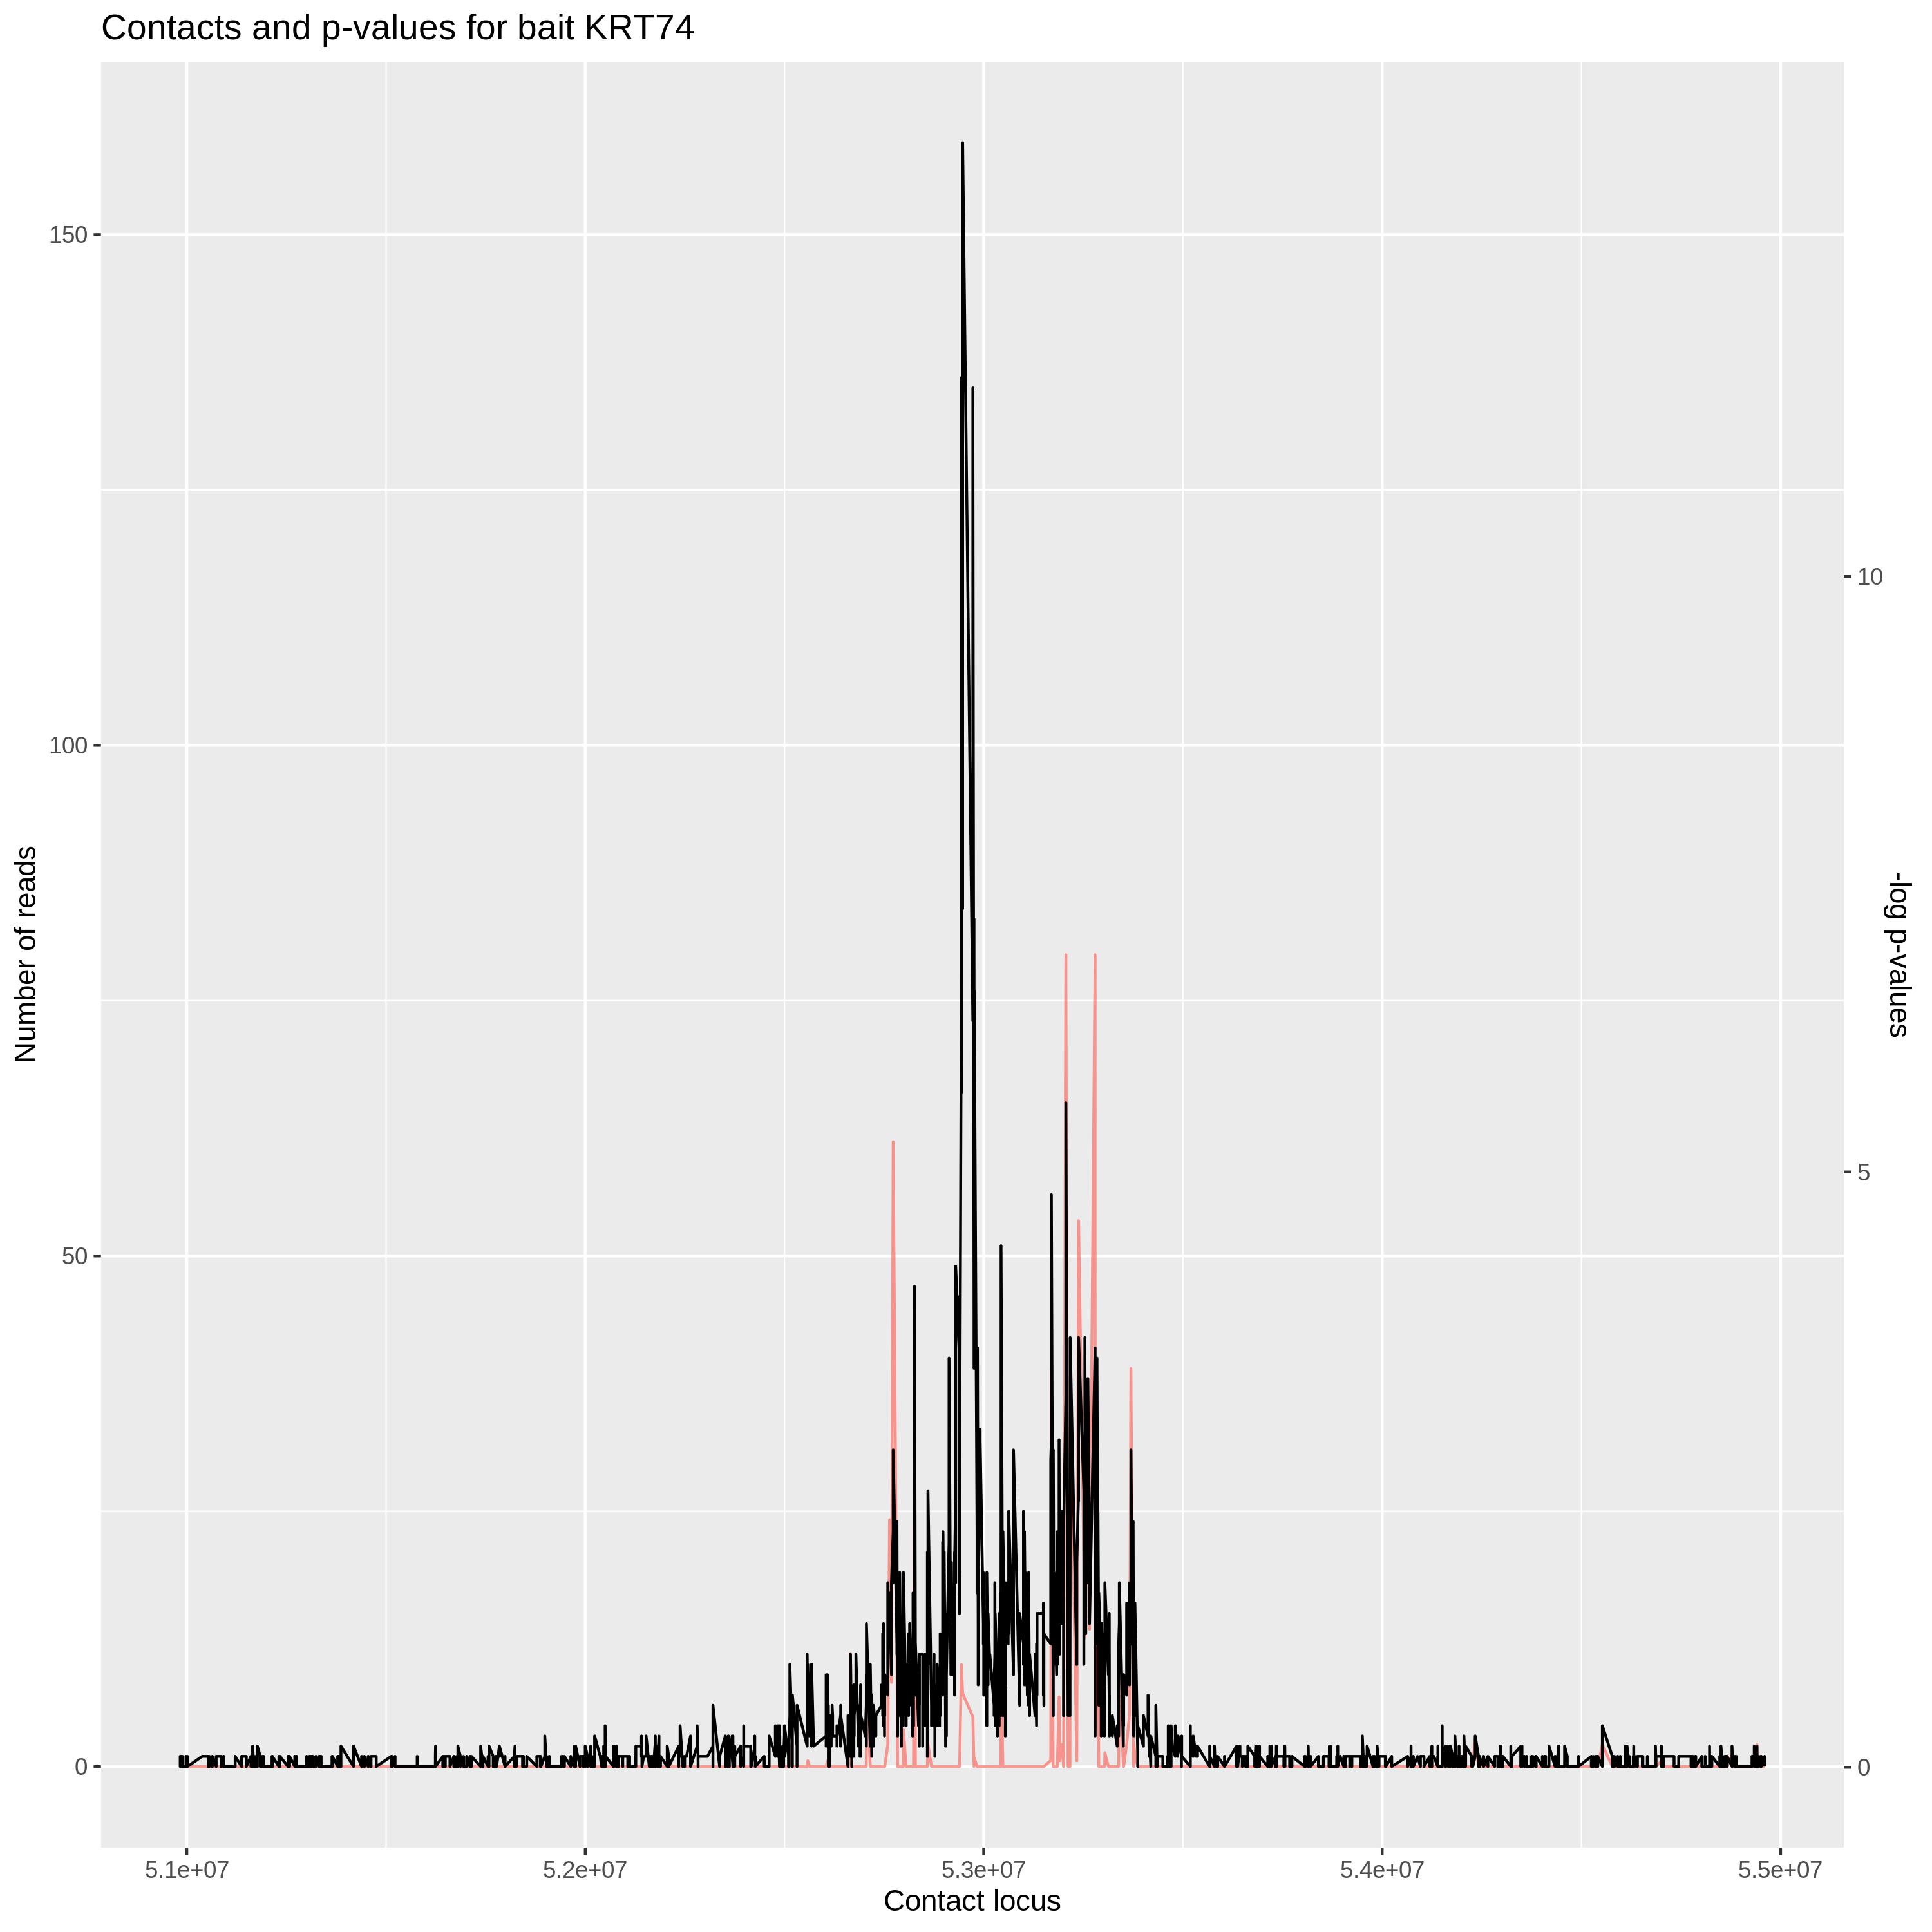 Contacts and p-values for bait KRT74
150
100
50
0
10
5
0
Number of reads
-log p-values
5.1e+07
5.2e+07
5.3e+07
5.4e+07
5.5e+07
Contact locus